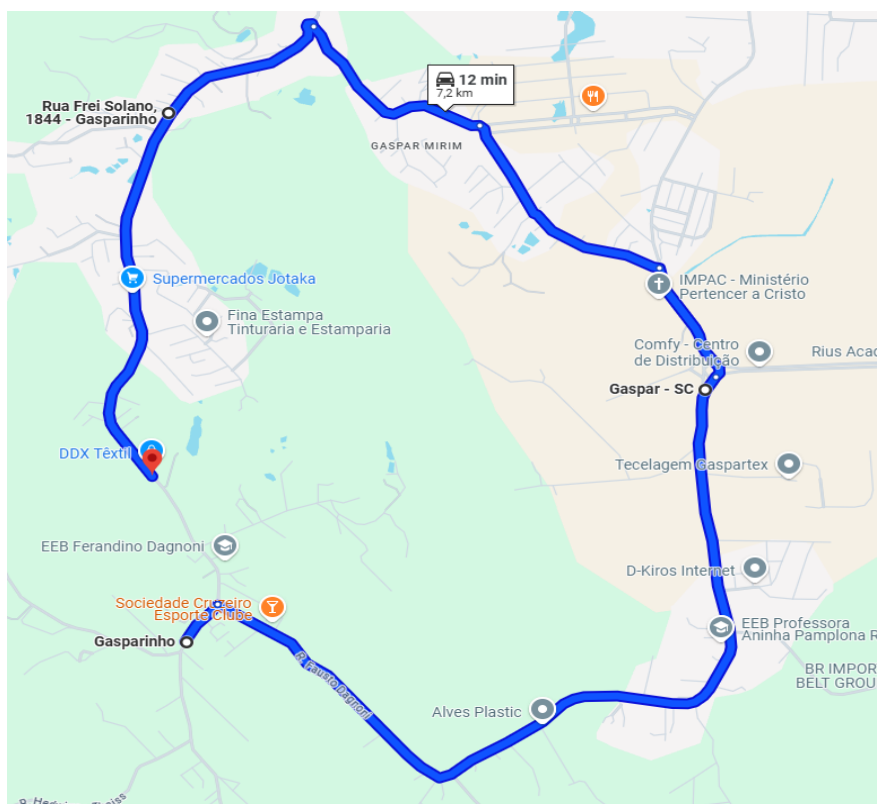 12 min
7,2 km
Rua Frei Solano,
1844 - Gasparinho
GASPAR MIRIM
Supermercados Jotaka
IMPAC - Ministério
Pertencer a Cristo
Fina Estampa
Tinturaria e Estamparia
Comfy - Centro
de Distribuição
Rius Aca
Gaspar - SC
DDX Têxtil
Tecelagem Gaspartex
EEB Ferandino Dagnoni
D-Kiros Internet
Sociedade Cruzeiro
Esporte Clube
Gasparinho
EEB Professora
Aninha Pamplona R
R. Fausto Dagnoni
BR IMPOR
BELT GROU
Alves Plastic